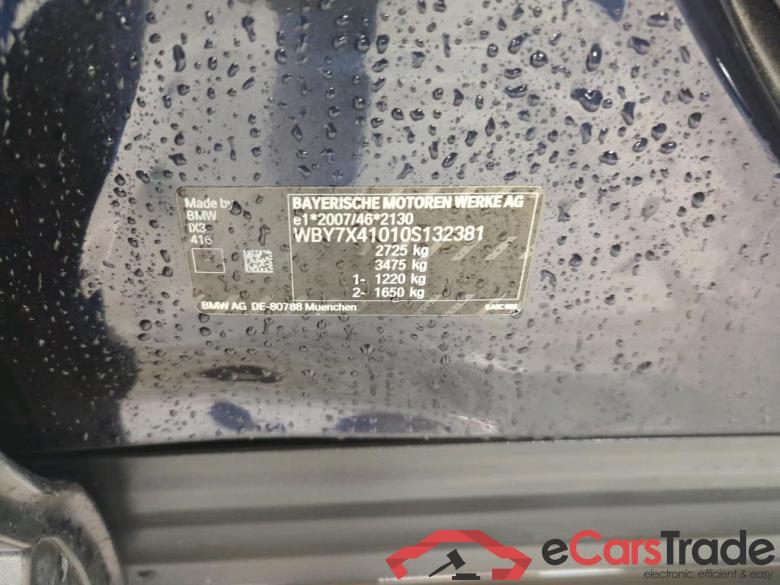 Made by
BMW
iX3
416
BAYERISCHE MOTOREN WERKE AG
e1*2007/46*2130
WBY7X41010S132381
2725 kg
3475 kg
1- 1220 kg
2- 1650 kg
BMW AG DE-80788 Muenchen
eCarsTrade
electronic, efficient & easy